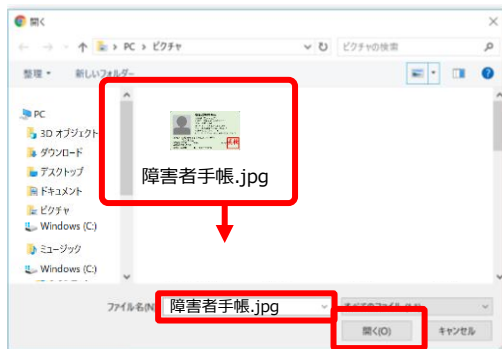 開く
PC › ピクチャ
ピクチャの検索
整理
新しいフォルダー
PC
3D オブジェクト
ダウンロード
デスクトップ
ドキュメント
ピクチャ
Windows (C:)
ミュージック
Windows (C:)
障害者手帳.jpg
ファイル名(N)
障害者手帳.jpg
開く(O)
キャンセル